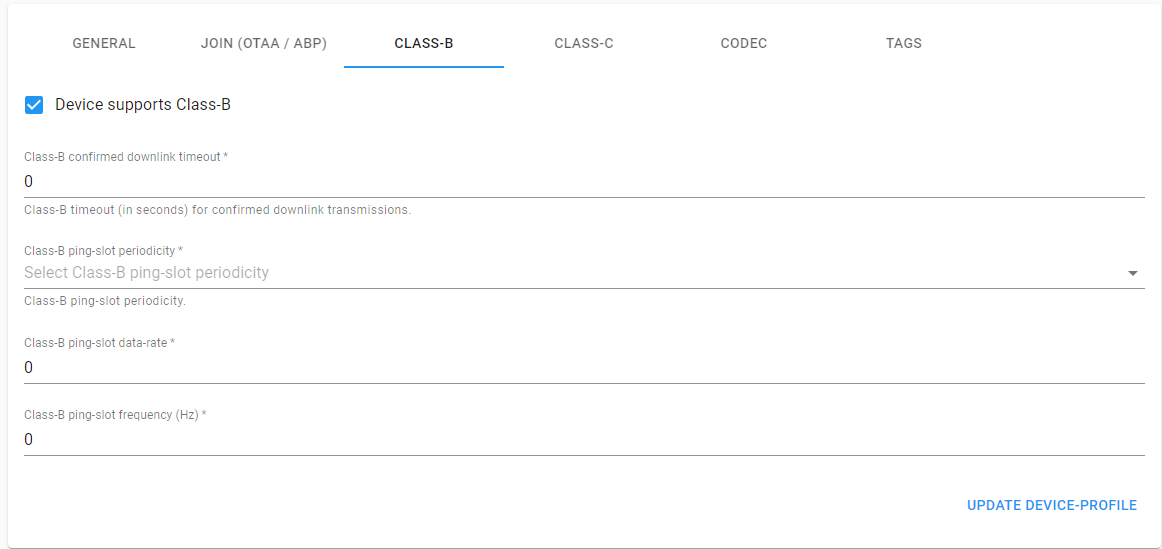 GENERAL JOIN (OTAA / ABP) CLASS-B CLASS-C CODEC TAGS
Device supports Class-B
Class-B confirmed downlink timeout *
0
Class-B timeout (in seconds) for confirmed downlink transmissions.
Class-B ping-slot periodicity *
Select Class-B ping-slot periodicity
Class-B ping-slot periodicity.
Class-B ping-slot data-rate *
0
Class-B ping-slot frequency (Hz) *
0
UPDATE DEVICE-PROFILE